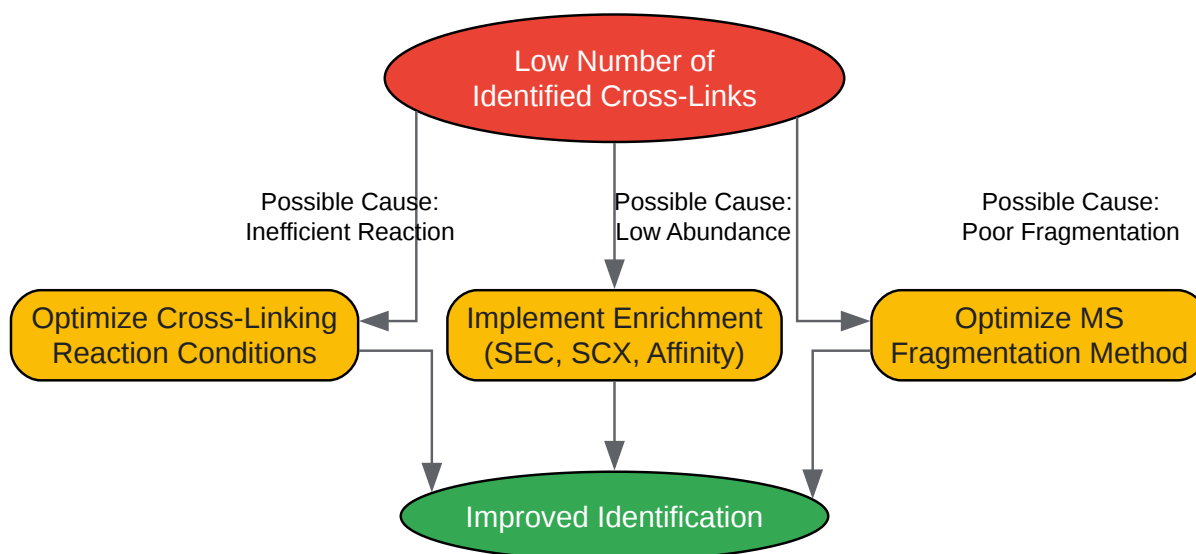 Low Number of
Identified Cross-Links
Possible Cause:
Inefficient Reaction
Possible Cause:
Low Abundance
Possible Cause:
Poor Fragmentation
Optimize Cross-Linking
Reaction Conditions
Implement Enrichment
(SEC, SCX, Affinity)
Optimize MS
Fragmentation Method
Improved Identification